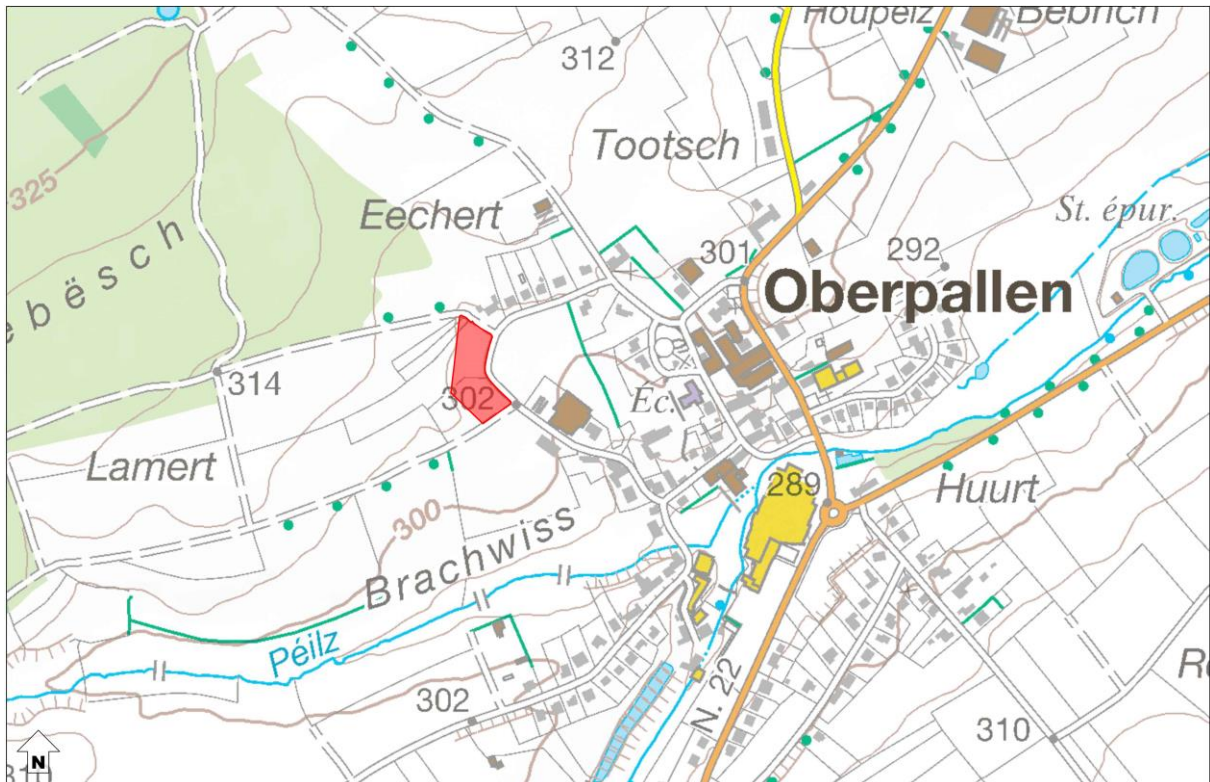 Houpelz
Bebrich
312
Tootsch
325
Eechert
St. épur.
301
292
ebësch
Oberpallen
314
302
Ec.
Lamert
289
Huurt
300
Brachwiss
Péilz
N. 22
302
310
N